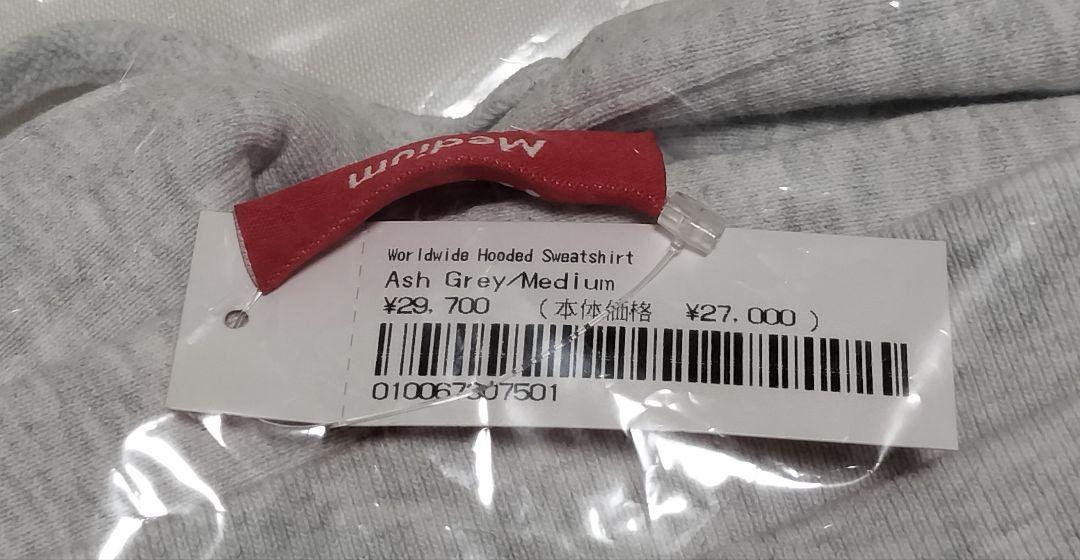 Medium
Worldwide Hooded Sweatshirt
Ash Grey/Medium
¥29,700 (本体価格 ¥27,000 )
010067307501